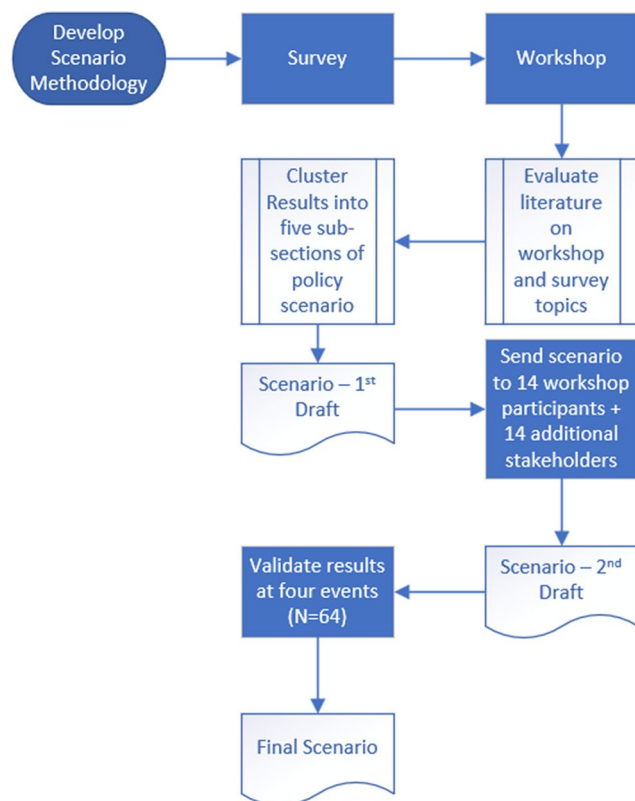 Develop
Scenario
Methodology
Survey
Workshop
Evaluate
literature
on
workshop
and survey
topics
Cluster
Results into
five sub-
sections of
policy
scenario
Scenario – 1st
Draft
Send scenario
to 14 workshop
participants +
14 additional
stakeholders
Scenario – 2nd
Draft
Validate results
at four events
(N=64)
Final Scenario